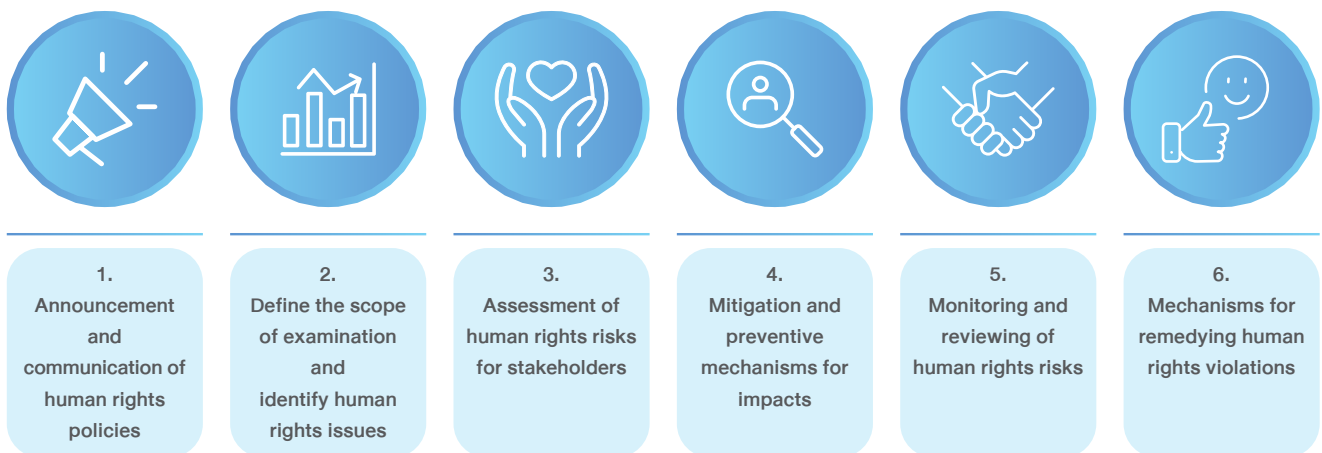 1.
Announcement
and
communication of
human rights
policies
2.
Define the scope
of examination
and
identify human
rights issues
3.
Assessment of
human rights risks
for stakeholders
4.
Mitigation and
preventive
mechanisms for
impacts
5.
Monitoring and
reviewing of
human rights risks
6.
Mechanisms for
remedying human
rights violations